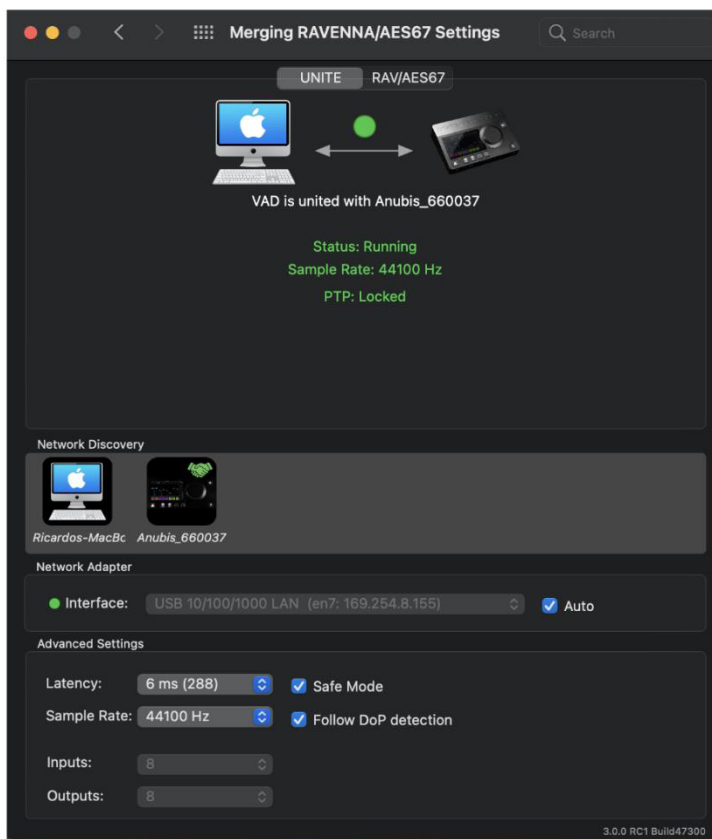 Merging RAVENNA/AES67 Settings
Search
UNITE RAV/AES67
VAD is united with Anubis_660037
Status: Running
Sample Rate: 44100 Hz
PTP: Locked
Network Discovery
Ricardos-MacBc Anubis_660037
Network Adapter
Interface: USB 10/100/1000 LAN (en7: 169.254.8.155) Auto
Advanced Settings
Latency: 6 ms (288) Safe Mode
Sample Rate: 44100 Hz Follow DoP detection
Inputs: 8
Outputs: 8
3.0.0 RC1 Build47300